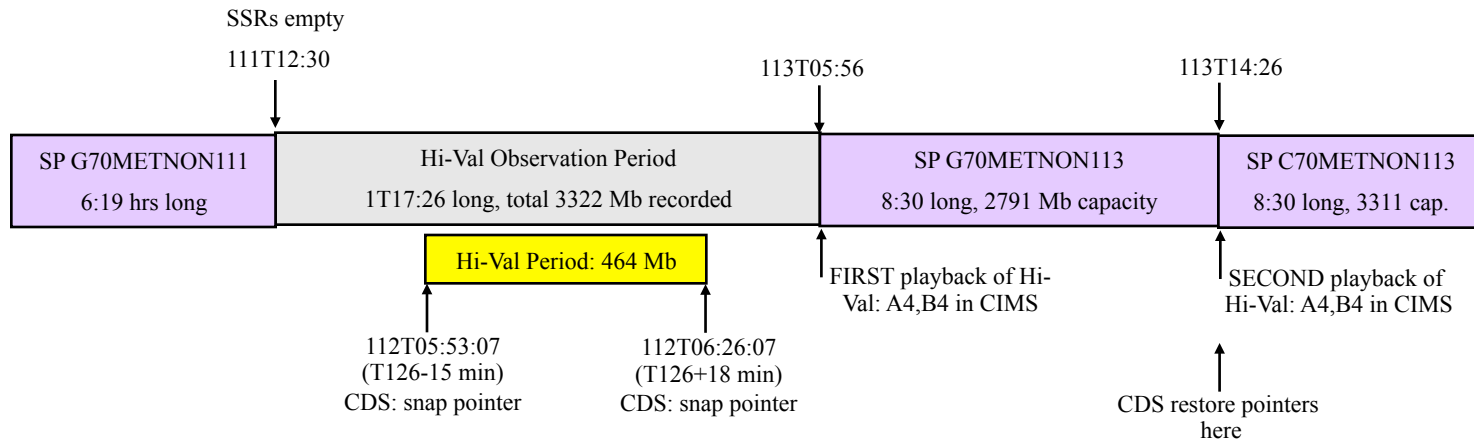 SSRs empty
111T12:30
113T05:56
113T14:26
SP G70METNON111
6:19 hrs long
Hi-Val Observation Period
1T17:26 long, total 3322 Mb recorded
SP G70METNON113
8:30 long, 2791 Mb capacity
SP C70METNON113
8:30 long, 3311 cap.
Hi-Val Period: 464 Mb
112T05:53:07
(T126-15 min)
CDS: snap pointer
112T06:26:07
(T126+18 min)
CDS: snap pointer
FIRST playback of Hi-
Val: A4,B4 in CIMS
SECOND playback of
Hi-Val: A4,B4 in CIMS
CDS restore pointers
here